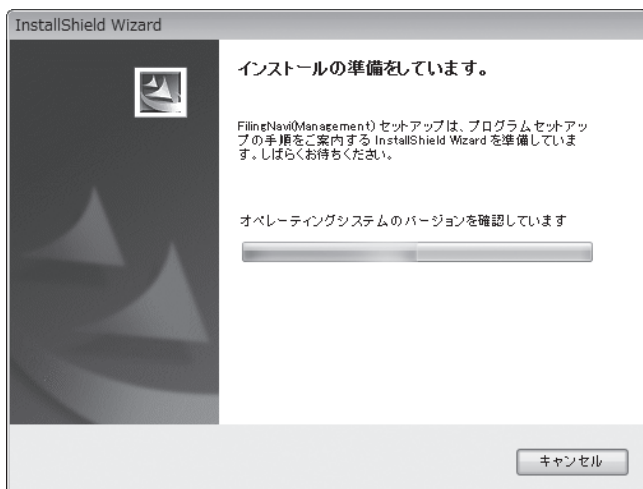 InstallShield Wizard
インストールの準備をしています。
FilingNavi(Management) セットアップは、プログラムセットアッ
プの手順をご案内する InstallShield Wizard を準備していま
す。しばらくお待ちください。
オペレーティングシステムのバージョンを確認しています
キャンセル